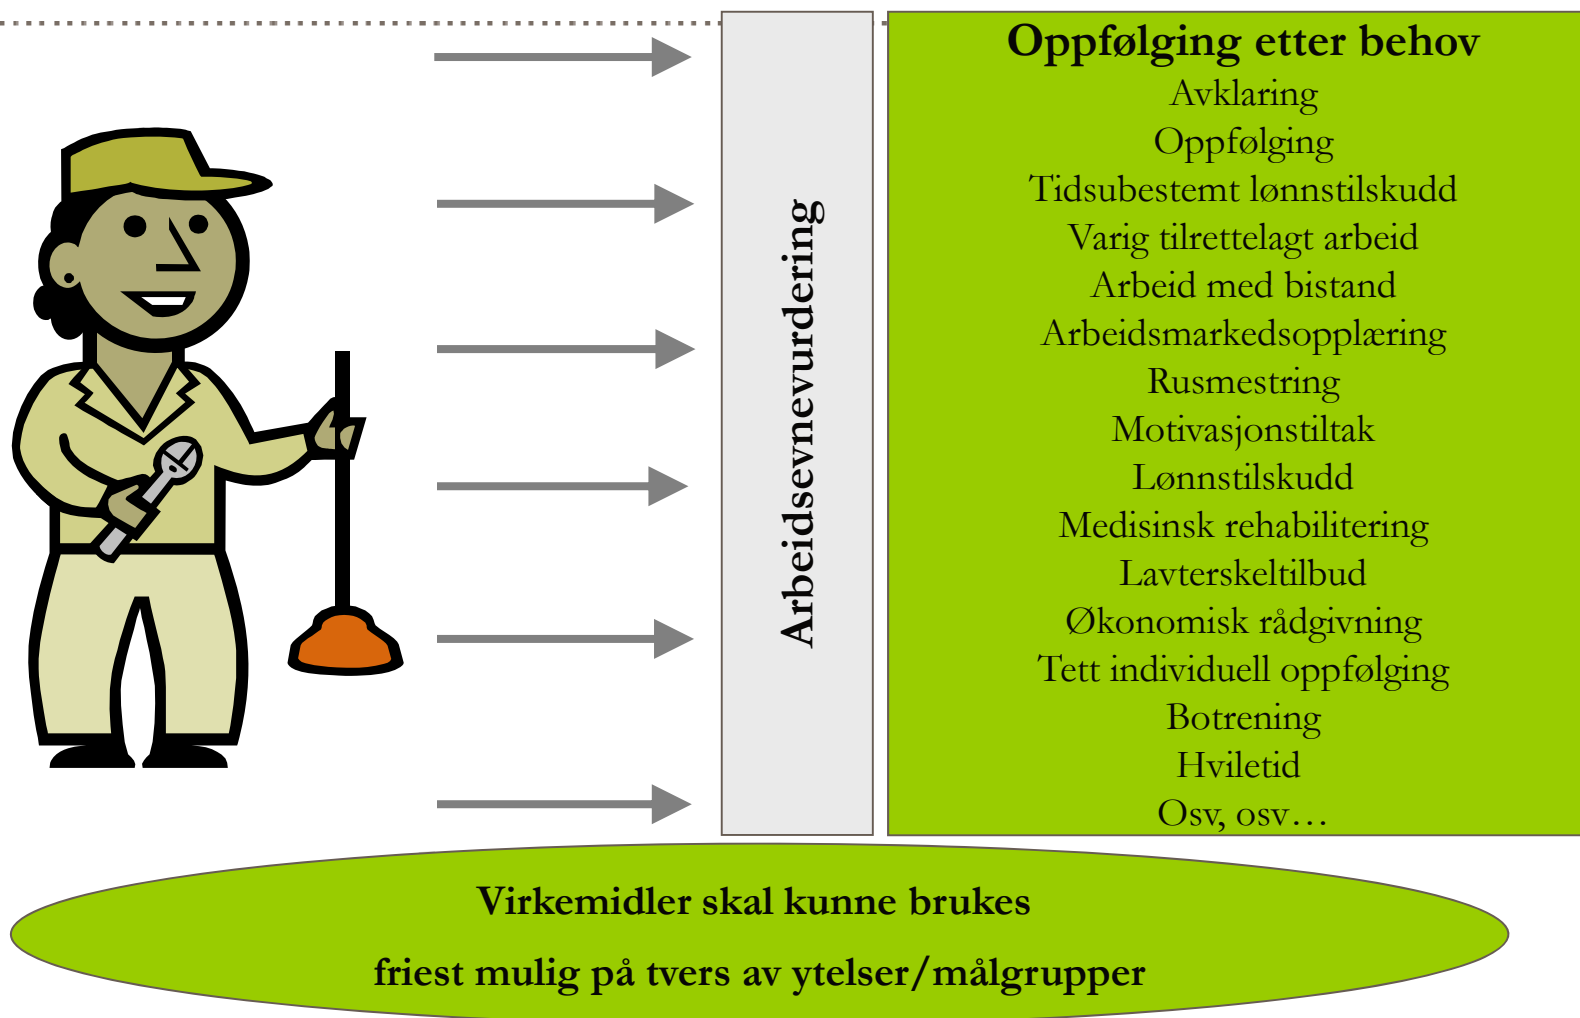 Arbeidsevnevurdering
Oppfølging etter behov
Avklaring
Oppfølging
Tidsubestemt lønnstilskudd
Varig tilrettelagt arbeid
Arbeid med bistand
Arbeidsmarkedsopplæring
Rusmestring
Motivasjonstiltak
Lønnstilskudd
Medisinsk rehabilitering
Lavterskeltilbud
Økonomisk rådgivning
Tett individuell oppfølging
Botrening
Hviletid
Osv, osv…
Virkemidler skal kunne brukes
friest mulig på tvers av ytelser/målgrupper